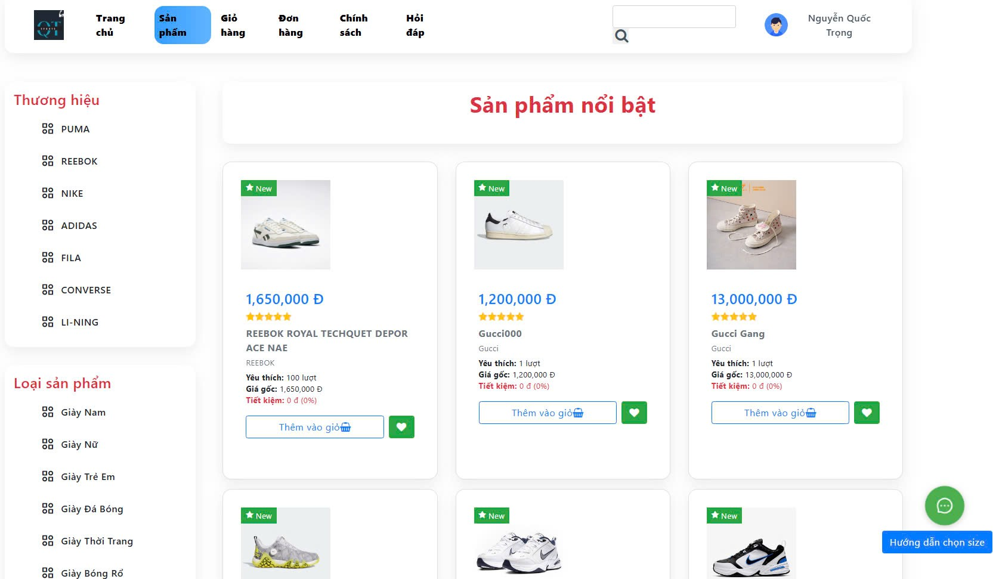 QT
SPORTS
Trang
chủ
Sản
phẩm
Giỏ
hàng
Đơn
hàng
Chính
sách
Hỏi
đáp
Nguyễn Quốc
Trọng
Thương hiệu
PUMA
REEBOK
NIKE
ADIDAS
FILA
CONVERSE
LI-NING
Loại sản phẩm
Giày Nam
Giày Nữ
Giày Trẻ Em
Giày Đá Bóng
Giày Thời Trang
Giày Bóng Rổ
Sản phẩm nổi bật
New
1,650,000 Đ
REEBOK ROYAL TECHQUET DEPOR
ACE NAE
REEBOK
Yêu thích: 100 lượt
Giá gốc: 1,650,000 Đ
Tiết kiệm: 0 đ (0%)
Thêm vào giỏ
New
1,200,000 Đ
Gucci000
Gucci
Yêu thích: 1 lượt
Giá gốc: 1,200,000 Đ
Tiết kiệm: 0 đ (0%)
Thêm vào giỏ
New
13,000,000 Đ
Gucci Gang
Gucci
Yêu thích: 1 lượt
Giá gốc: 13,000,000 Đ
Tiết kiệm: 0 đ (0%)
Thêm vào giỏ
New
New
New
Hướng dẫn chọn size